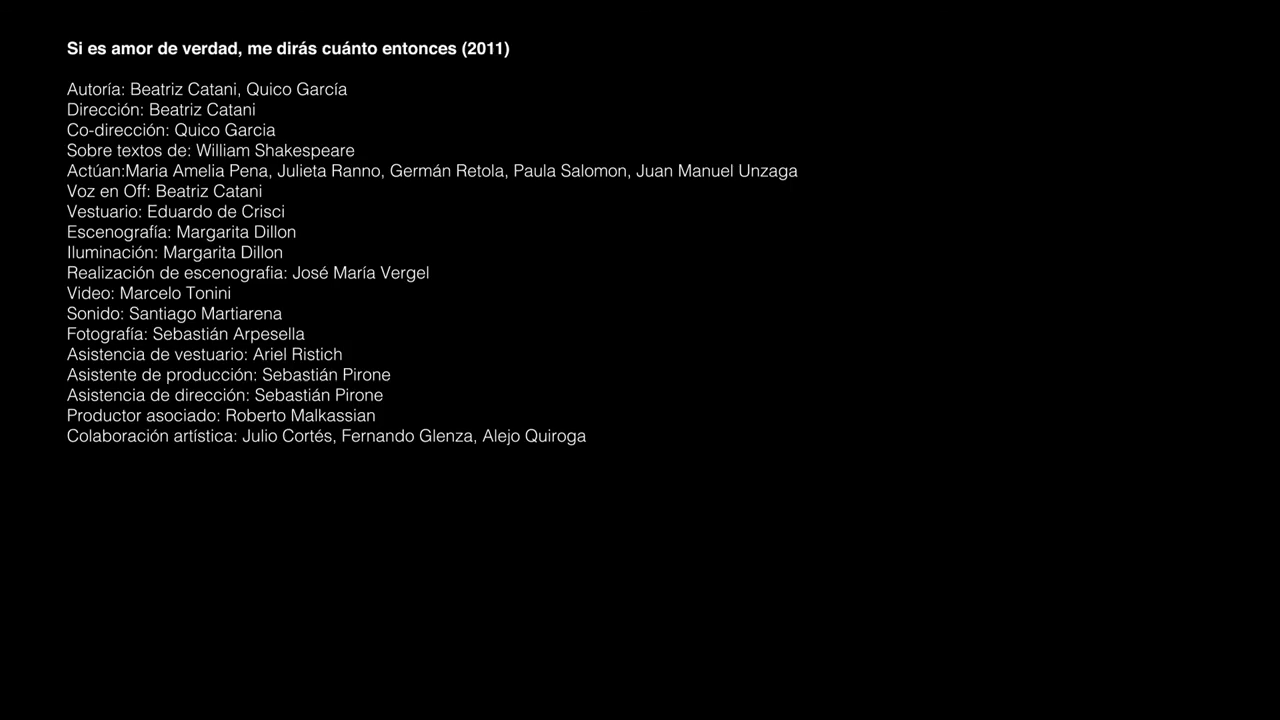 Si es amor de verdad, me dirás cuánto entonces (2011)
Autoría: Beatriz Catani, Quico García
Dirección: Beatriz Catani
Co-dirección: Quico Garcia
Sobre textos de: William Shakespeare
Actúan:Maria Amelia Pena, Julieta Ranno, Germán Retola, Paula Salomon, Juan Manuel Unzaga
Voz en Off: Beatriz Catani
Vestuario: Eduardo de Crisci
Escenografía: Margarita Dillon
Iluminación: Margarita Dillon
Realización de escenografia: José María Vergel
Video: Marcelo Tonini
Sonido: Santiago Martiarena
Fotografía: Sebastián Arpesella
Asistencia de vestuario: Ariel Ristich
Asistente de producción: Sebastián Pirone
Asistencia de dirección: Sebastián Pirone
Productor asociado: Roberto Malkassian
Colaboración artística: Julio Cortés, Fernando Glenza, Alejo Quiroga